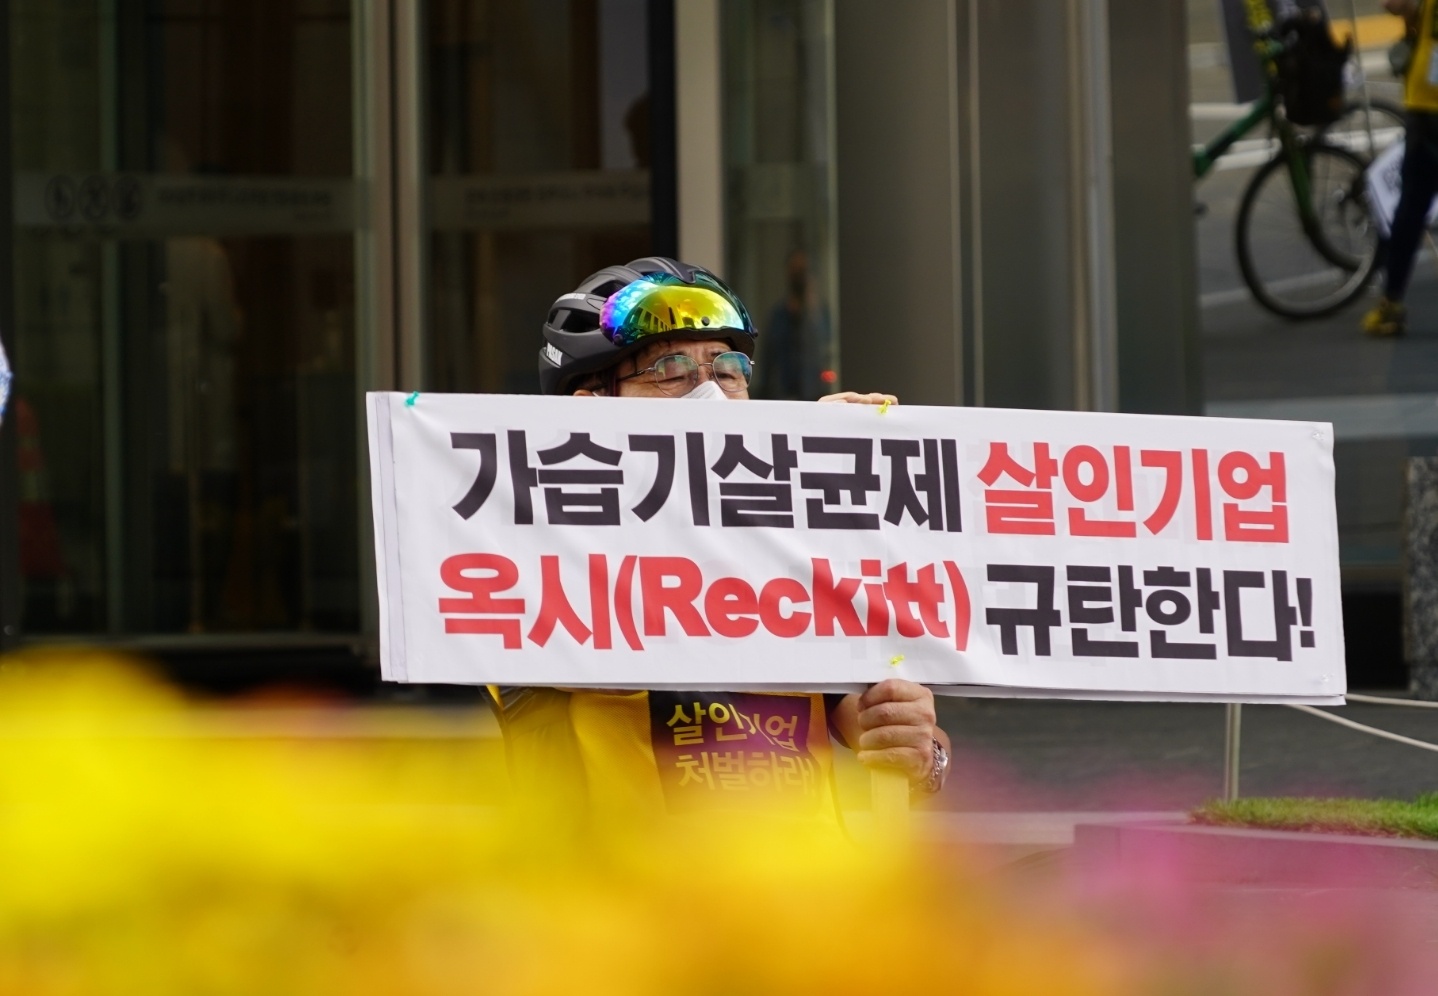 가습기살균제 살인기업
옥시(Reckitt) 규탄한다!
살인기업
처벌하라!